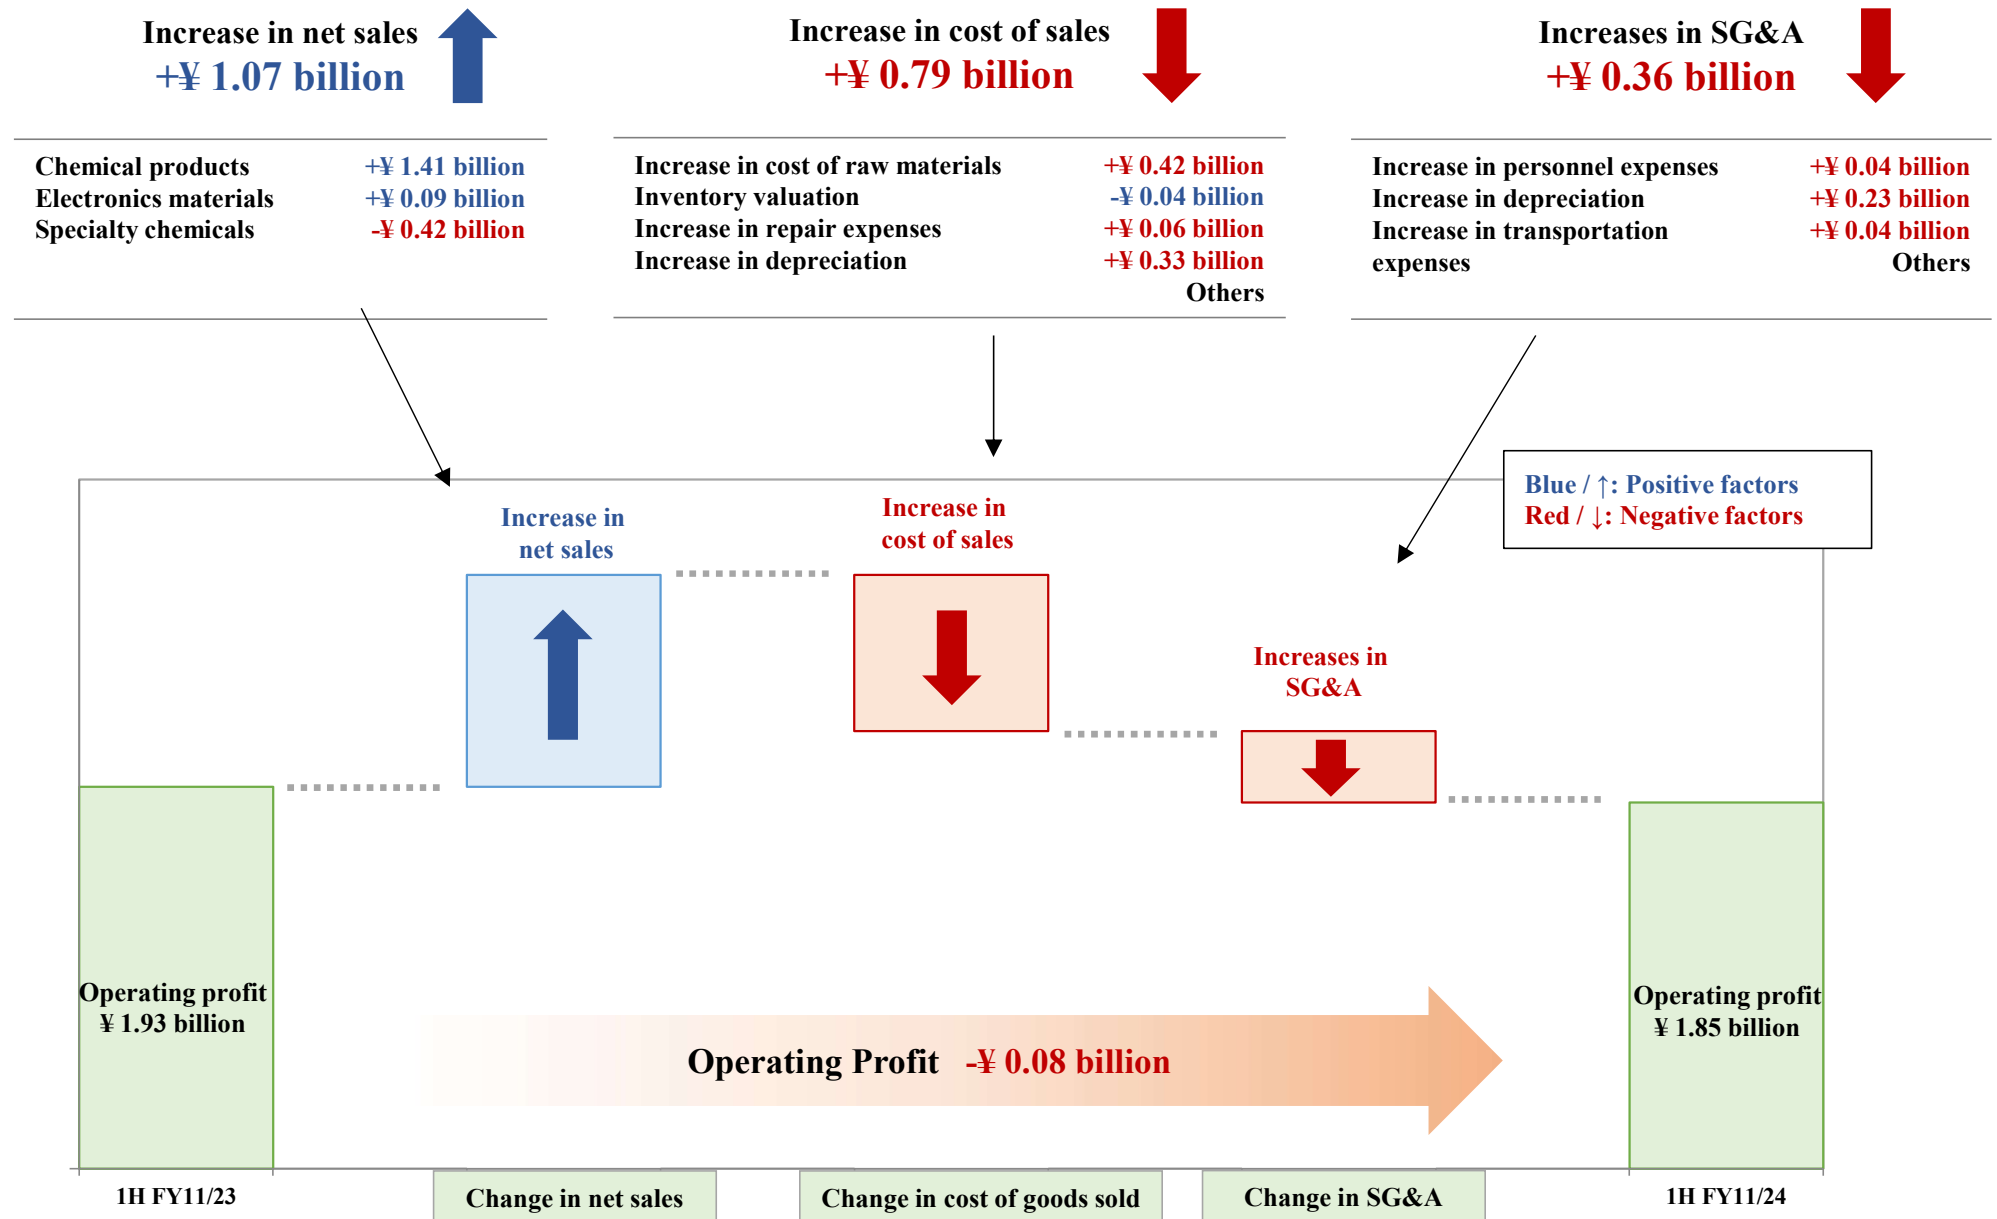 Increase in net sales
+¥ 1.07 billion
Chemical products +¥ 1.41 billion
Electronics materials +¥ 0.09 billion
Specialty chemicals -¥ 0.42 billion
Increase in cost of sales
+¥ 0.79 billion
Increase in cost of raw materials +¥ 0.42 billion
Inventory valuation -¥ 0.04 billion
Increase in repair expenses +¥ 0.06 billion
Increase in depreciation +¥ 0.33 billion
Others
Increases in SG&A
+¥ 0.36 billion
Increase in personnel expenses +¥ 0.04 billion
Increase in depreciation +¥ 0.23 billion
Increase in transportation +¥ 0.04 billion
expenses Others
Blue / ↑: Positive factors
Red / ↓: Negative factors
Increase in
net sales
Increase in
cost of sales
Increases in
SG&A
Operating profit
¥ 1.93 billion
Operating Profit -¥ 0.08 billion
Operating profit
¥ 1.85 billion
1H FY11/23
Change in net sales
Change in cost of goods sold
Change in SG&A
1H FY11/24